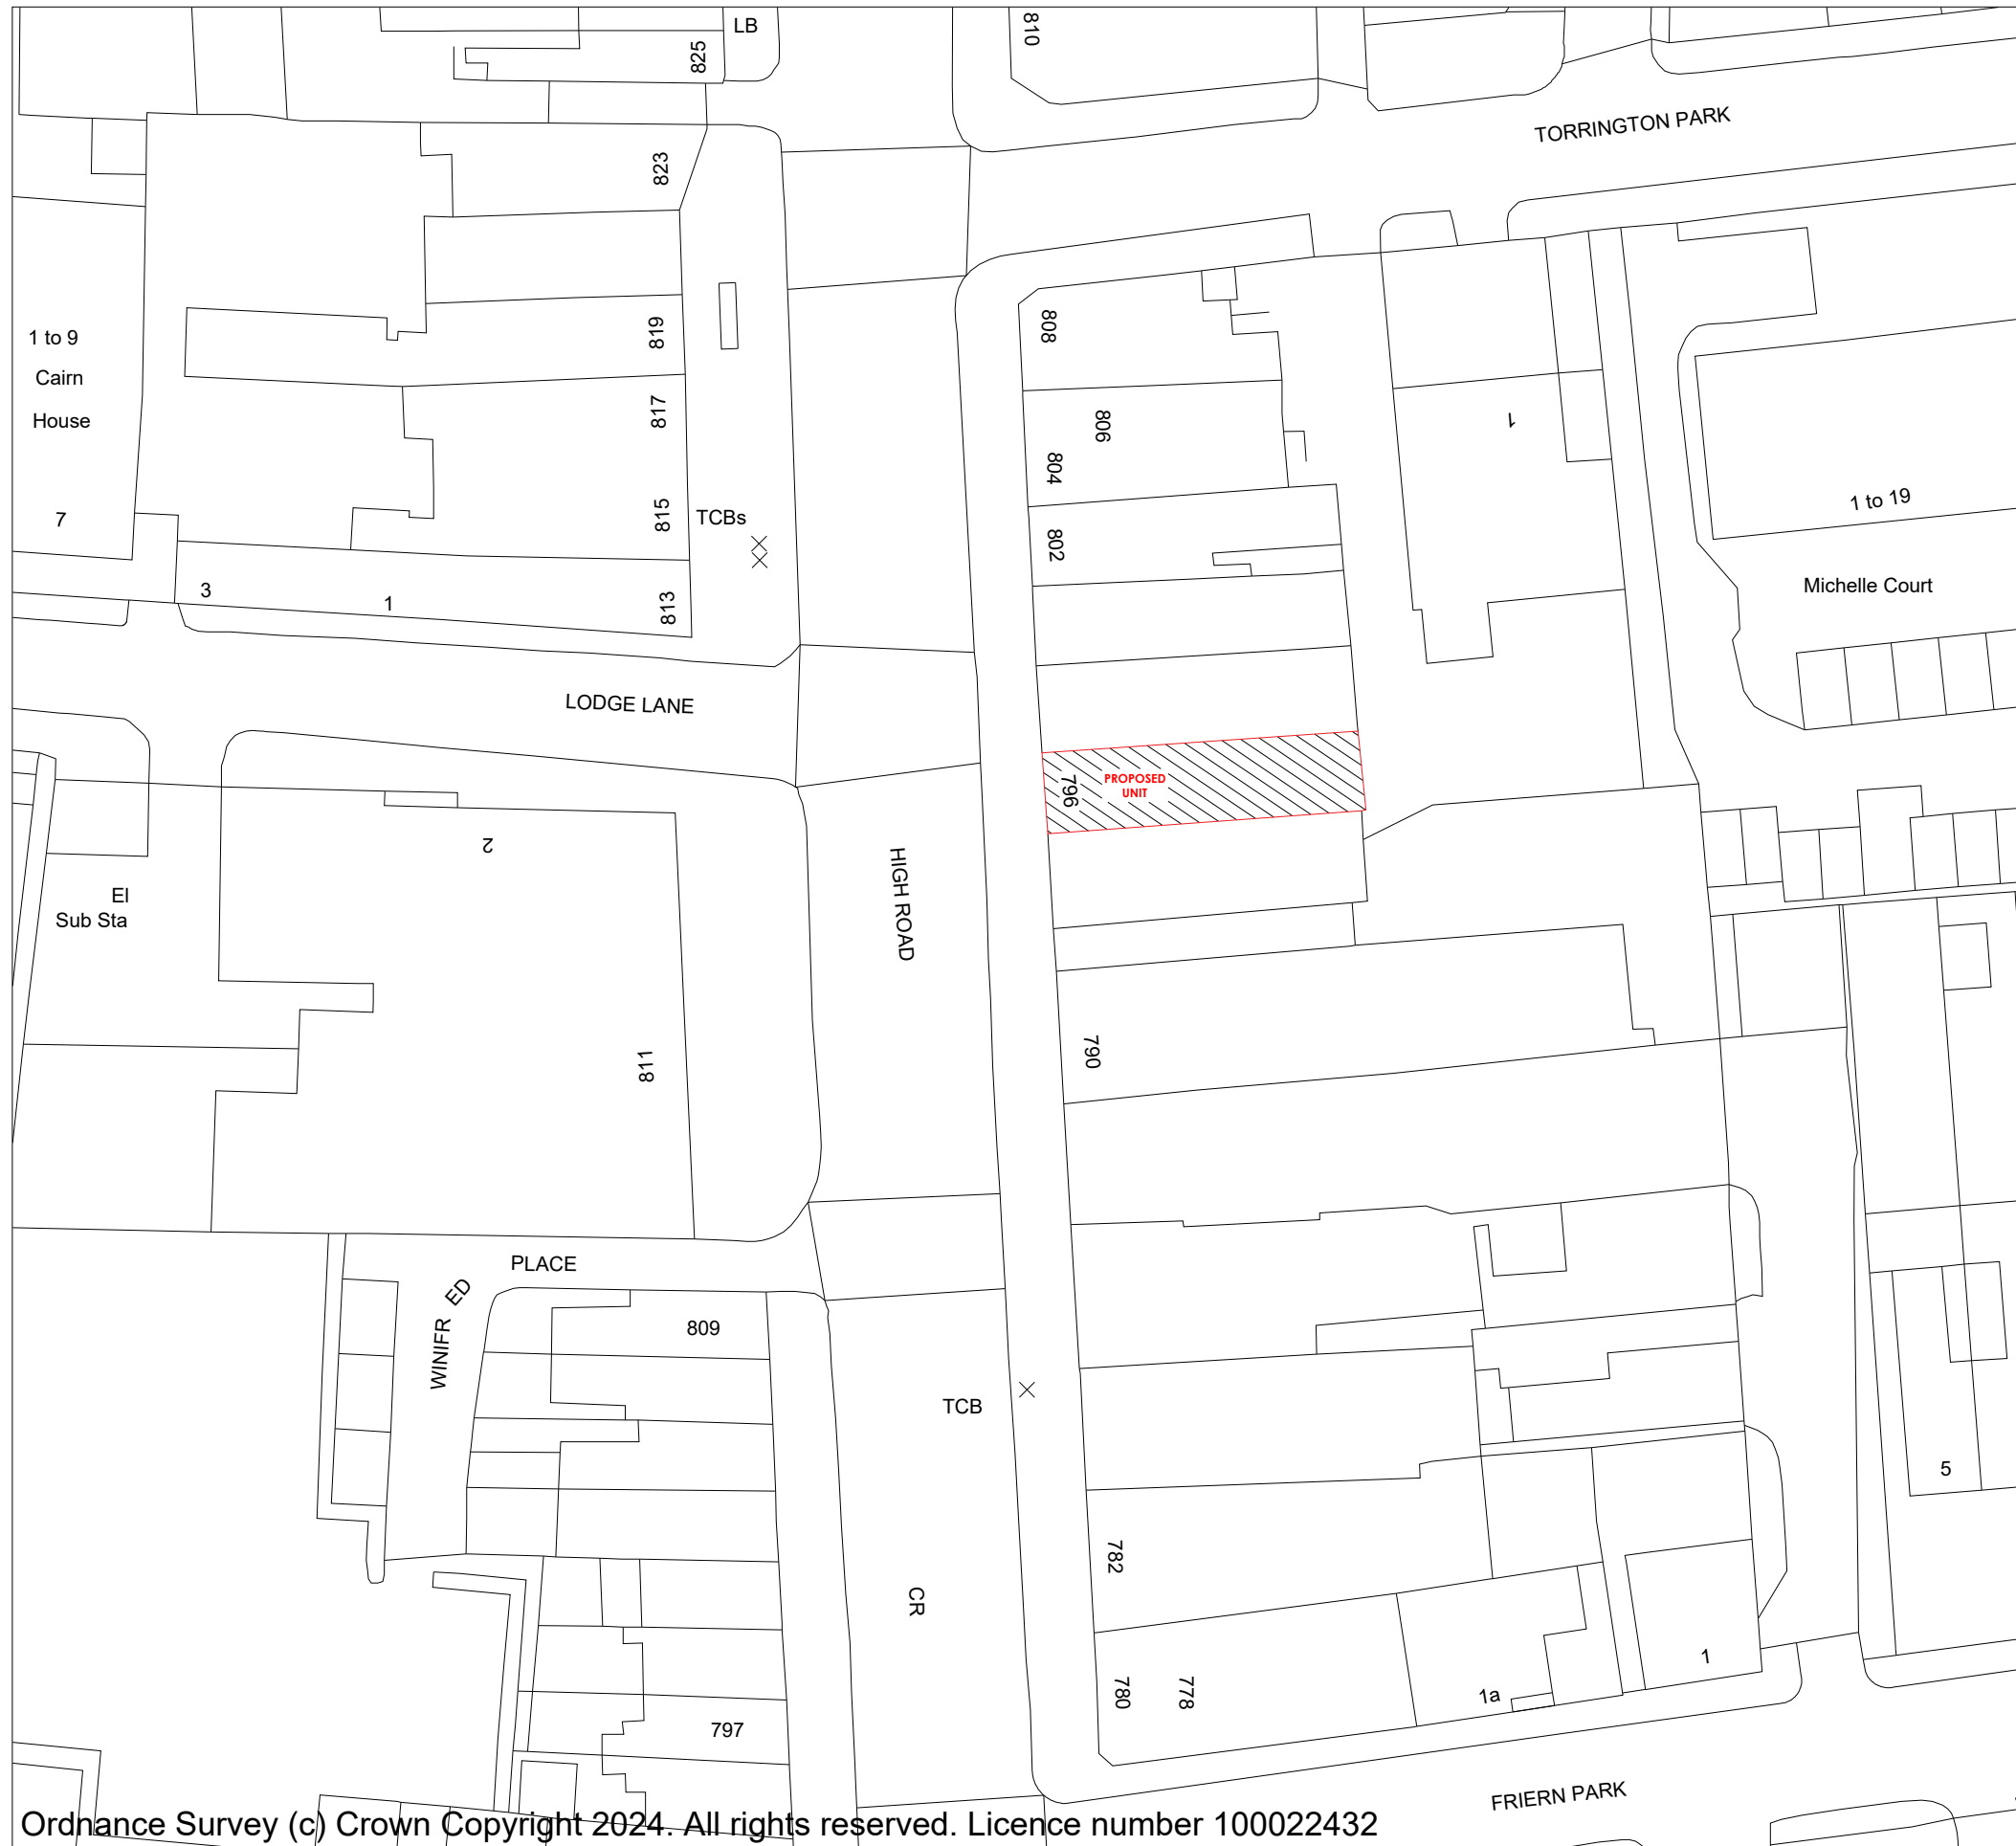 LB
825
810
TORRINGTON PARK
823
808
819
1 to 9
Cairn
House
817
806
1
804
815
TCBs
7
1 to 19
802
3
1
813
Michelle Court
LODGE LANE
796
PROPOSED
UNIT
2
HIGH ROAD
El
Sub Sta
811
790
PLACE
WINIFR ED
809
TCB
5
782
CR
780
778
1a
1
797
FRIERN PARK
Ordnance Survey (c) Crown Copyright 2024. All rights reserved. Licence number 100022432